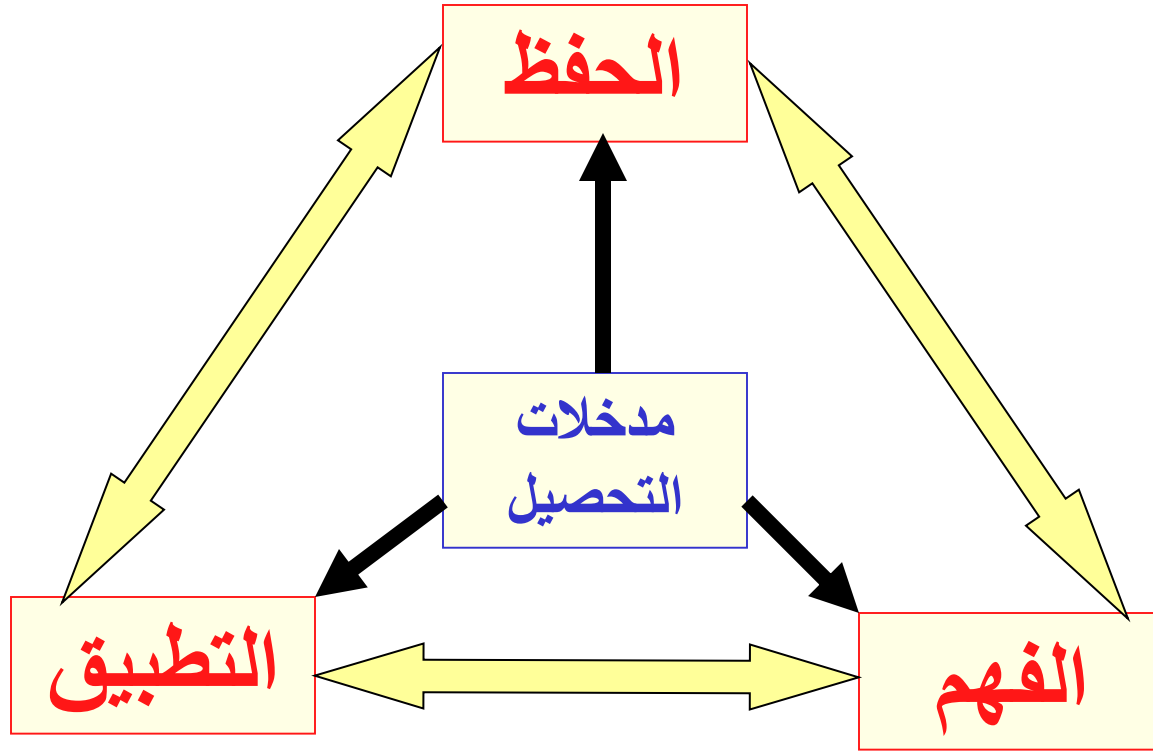 الحفظ
مدخلات
التحصيل
الفهم
التطبيق